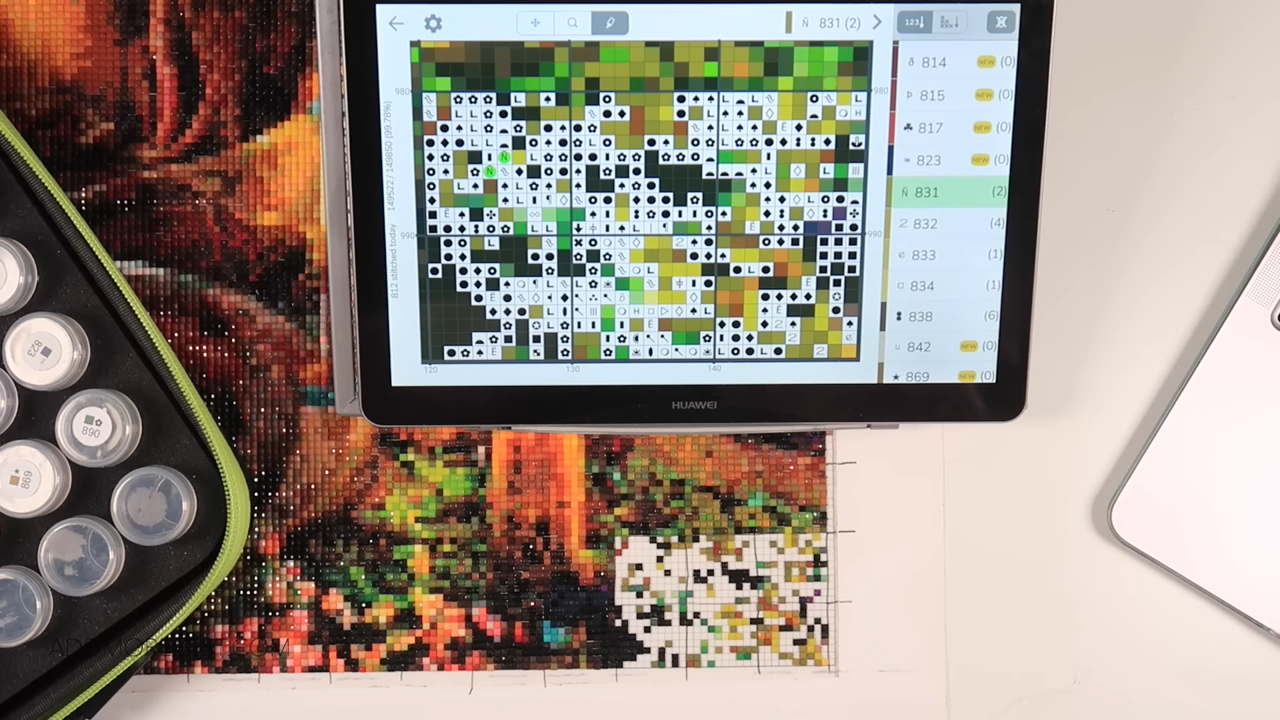 Ñ 831 (2)
123
814 NEW (0)
815 NEW (0)
817 NEW (0)
823 NEW (0)
Ñ 831 (2)
832 (4)
833 (1)
834 (1)
838 (6)
842 NEW (0)
869 NEW (0)
980
980
990
990
120
130
140
812 stitched today 149522 / 149850 (99.78%)
HUAWEI
823
890
869